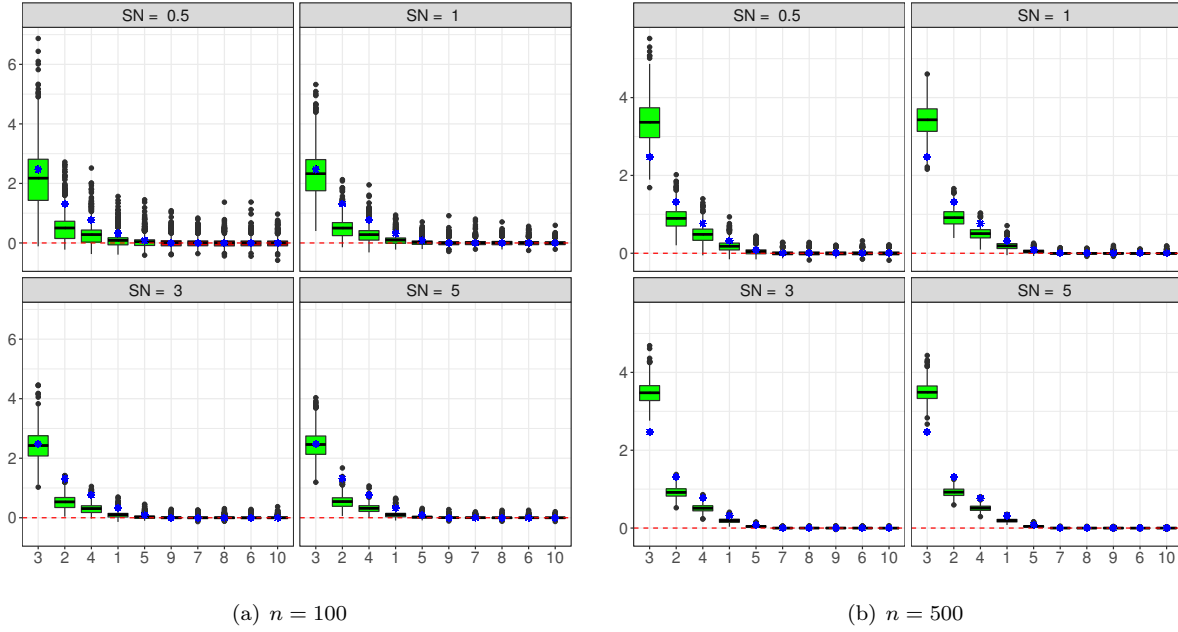 SN = 0.5
SN = 1
6
4
2
0
SN = 3
SN = 5
6
4
2
0
3 2 4 1 5 9 7 8 6 10
3 2 4 1 5 9 7 8 6 10
(a) n = 100
SN = 0.5
SN = 1
4
2
0
SN = 3
SN = 5
4
2
0
3 2 4 1 5 7 9 8 6 10
3 2 4 1 5 7 9 8 6 10
(b) n = 500